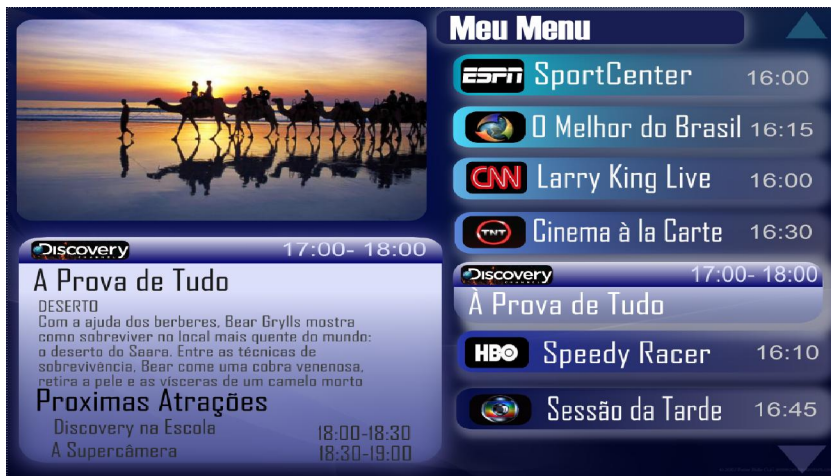 Meu Menu
ESPN SportCenter 16:00
O Melhor do Brasil 16:15
CNN Larry King Live 16:00
TNT Cinema à la Carte 16:30
Discovery CHANNEL 17:00- 18:00
À Prova de Tudo
HBO Speedy Racer 16:10
Sessão da Tarde 16:45
Discovery CHANNEL 17:00- 18:00
A Prova de Tudo
DESERTO
Com a ajuda dos berberes, Bear Grylls mostra
como sobreviver no local mais quente do mundo:
o deserto do Saara. Entre as técnicas de
sobrevivência, Bear come uma cobra venenosa,
retira a pele e as vísceras de um camelo morto
Proximas Atrações
Discovery na Escola 18:00-18:30
A Supercâmera 18:30-19:00